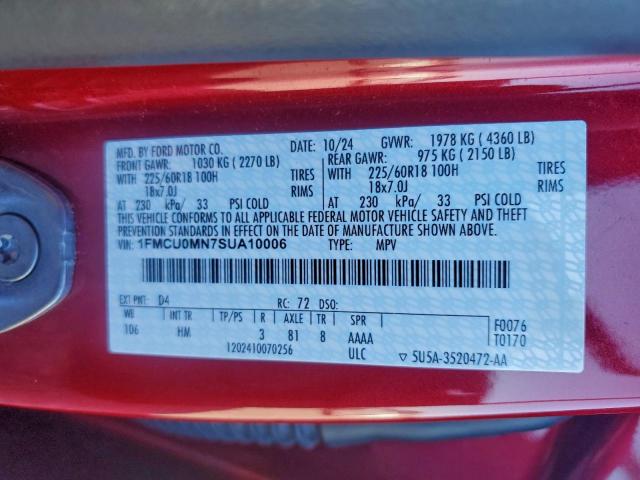 MFD. BY FORD MOTOR CO. DATE: 10/24 GVWR: 1978 KG ( 4360 LB)
FRONT GAWR: 1030 KG ( 2270 LB) REAR GAWR: 975 KG ( 2150 LB)
WITH 225/60R18 100H TIRES WITH 225/60R18 100H TIRES
18x7.0J RIMS 18x7.0J RIMS
AT 230 kPa/ 33 PSI COLD AT 230 kPa/ 33 PSI COLD
THIS VEHICLE CONFORMS TO ALL APPLICABLE FEDERAL MOTOR VEHICLE SAFETY AND THEFT
PREVENTION STANDARDS IN EFFECT ON THE DATE OF MANUFACTURE SHOWN ABOVE.
VIN: 1FMCU0MN7SUA10006 TYPE: MPV
EXT PNT: D4 RC: 72 DSO:
WB INT TR TP/PS R AXLE TR SPR F0076
106 HM 3 81 8 AAAA T0170
1202410070256 ULC ▽ 5U5A-3520472-AA